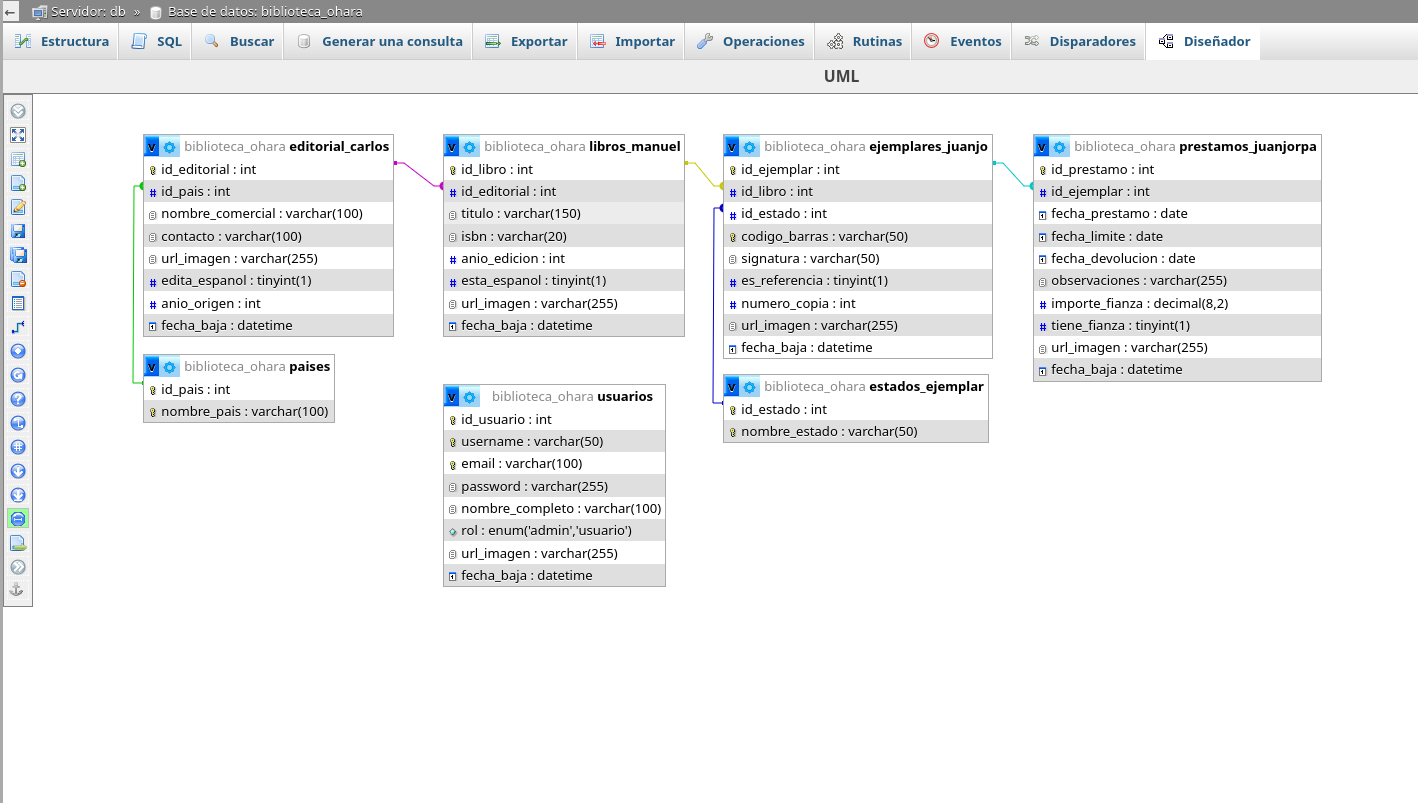 Servidor: db » Base de datos: biblioteca_ohara
Estructura SQL Buscar Generar una consulta Exportar Importar Operaciones Rutinas Eventos Disparadores Diseñador
UML
v biblioteca_ohara editorial_carlos
id_editorial : int
# id_pais : int
nombre_comercial : varchar(100)
contacto : varchar(100)
url_imagen : varchar(255)
# edita_espanol : tinyint(1)
# anio_origen : int
fecha_baja : datetime
v biblioteca_ohara paises
id_pais : int
nombre_pais : varchar(100)
v biblioteca_ohara libros_manuel
id_libro : int
# id_editorial : int
titulo : varchar(150)
isbn : varchar(20)
# anio_edicion : int
# esta_espanol : tinyint(1)
url_imagen : varchar(255)
fecha_baja : datetime
v biblioteca_ohara usuarios
id_usuario : int
username : varchar(50)
email : varchar(100)
password : varchar(255)
nombre_completo : varchar(100)
rol : enum('admin','usuario')
url_imagen : varchar(255)
fecha_baja : datetime
v biblioteca_ohara ejemplares_juanjo
id_ejemplar : int
# id_libro : int
# id_estado : int
codigo_barras : varchar(50)
signatura : varchar(50)
# es_referencia : tinyint(1)
# numero_copia : int
url_imagen : varchar(255)
fecha_baja : datetime
v biblioteca_ohara estados_ejemplar
id_estado : int
nombre_estado : varchar(50)
v biblioteca_ohara prestamos_juanjorpa
id_prestamo : int
# id_ejemplar : int
fecha_prestamo : date
fecha_limite : date
fecha_devolucion : date
observaciones : varchar(255)
# importe_fianza : decimal(8,2)
# tiene_fianza : tinyint(1)
url_imagen : varchar(255)
fecha_baja : datetime